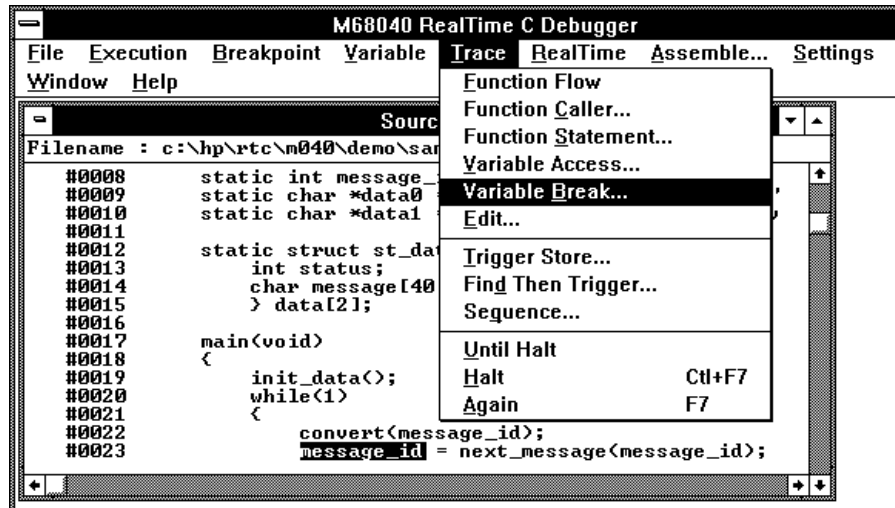 M68040 RealTime C Debugger
File Execution Breakpoint Variable Trace RealTime Assemble... Settings
Window Help
Function Flow
Function Caller...
Function Statement...
Variable Access...
Variable Break...
Edit...
Trigger Store...
Find Then Trigger...
Sequence...
Until Halt
Halt Ctl+F7
Again F7
Sourc
Filename : c:\hp\rtc\m040\demo\sa
#0008 static int message_
#0009 static char *data0
#0010 static char *data1
#0011
#0012 static struct st_dat
#0013 int status;
#0014 char message[40
#0015 } data[2];
#0016
#0017 main(void)
#0018 {
#0019 init_data();
#0020 while(1)
#0021 {
#0022 convert(message_id);
#0023 message_id = next_message(message_id);